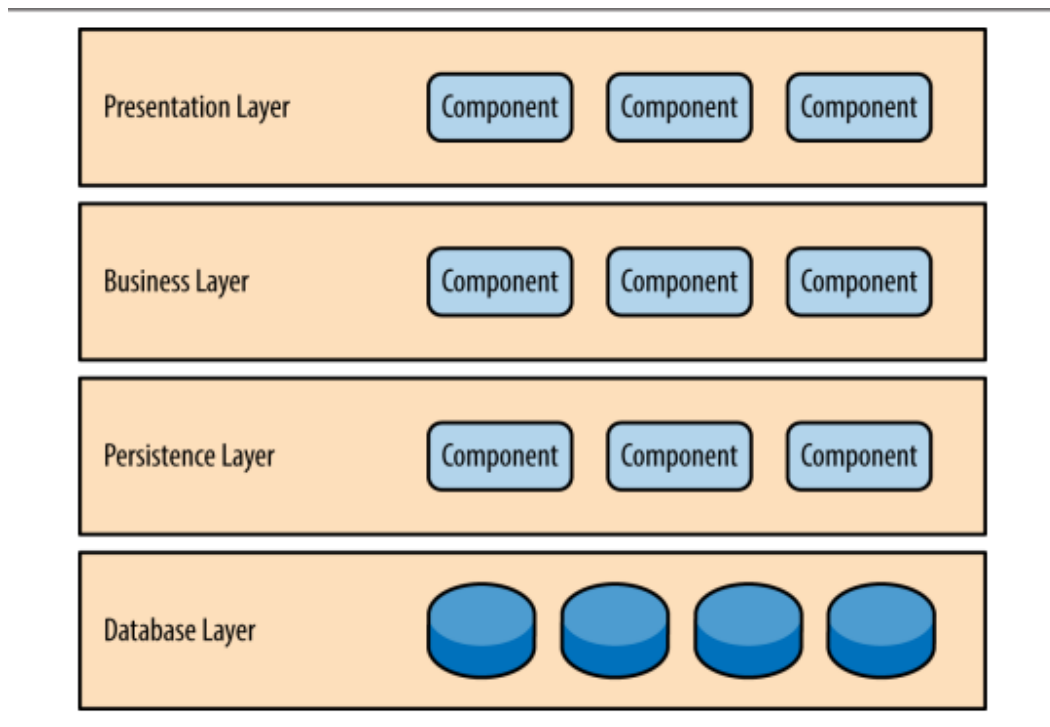 Presentation Layer Component Component Component
Business Layer Component Component Component
Persistence Layer Component Component Component
Database Layer